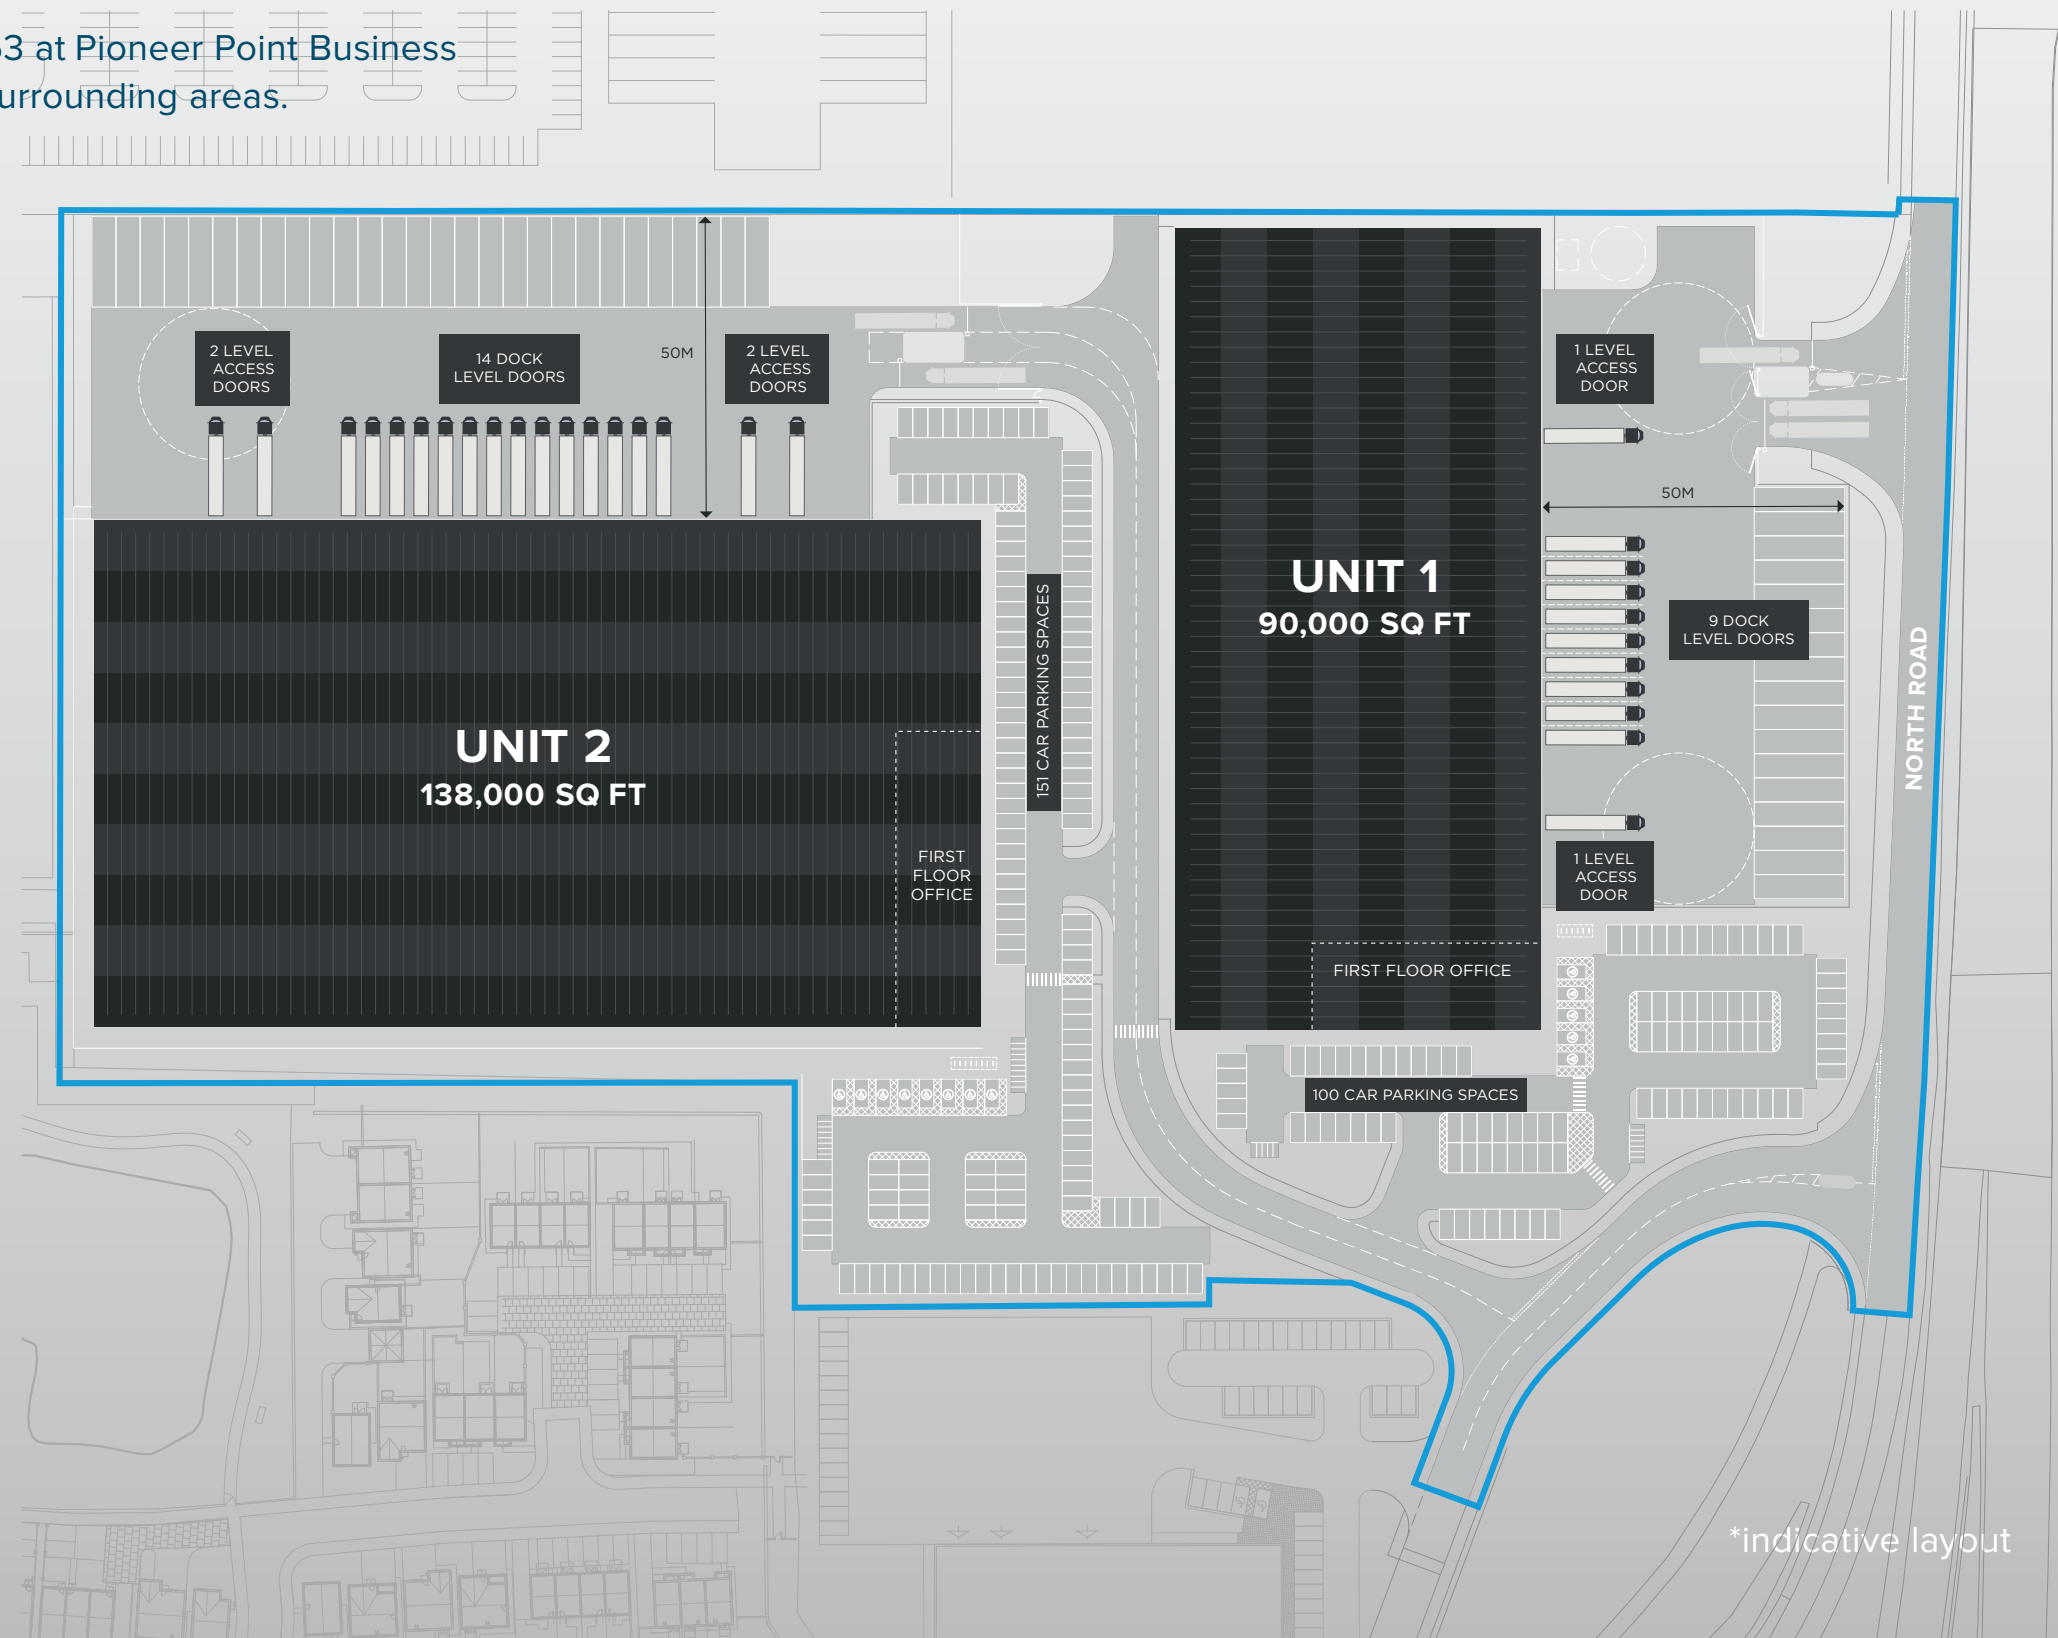 at Pioneer Point Business
areas.
2 LEVEL
ACCESS
DOORS
14 DOCK
LEVEL DOORS
50M
2 LEVEL
ACCESS
DOORS
1 LEVEL
ACCESS
DOOR
50M
UNIT 1
90,000 SQ FT
9 DOCK
LEVEL DOORS
NORTH ROAD
151 CAR PARKING SPACES
UNIT 2
138,000 SQ FT
FIRST
FLOOR
OFFICE
1 LEVEL
ACCESS
DOOR
FIRST FLOOR OFFICE
100 CAR PARKING SPACES
*indicative layout